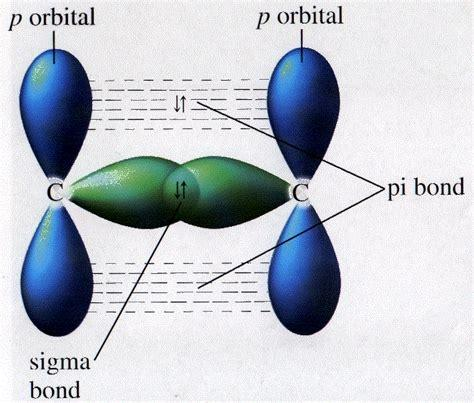 p orbital
p orbital
↓↑
C
↓↑
C
pi bond
sigma
bond